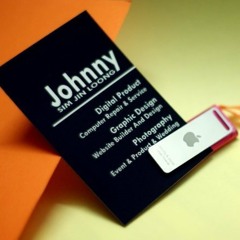 Johnny
SIM JIN LOONG
Digital Product
Computer Repair & Service
Graphic Design
Website Builder And Design
Photography
Event & Product & Wedding